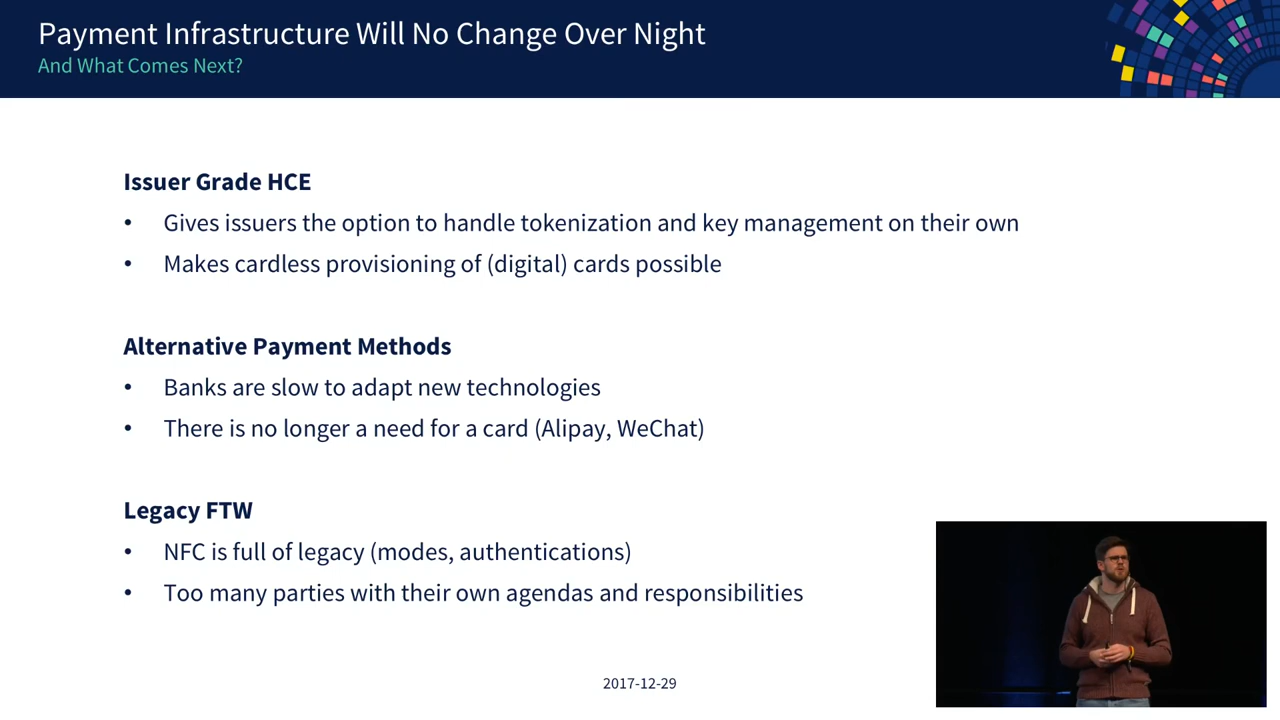 Payment Infrastructure Will No Change Over Night
And What Comes Next?
Issuer Grade HCE
• Gives issuers the option to handle tokenization and key management on their own
• Makes cardless provisioning of (digital) cards possible
Alternative Payment Methods
• Banks are slow to adapt new technologies
• There is no longer a need for a card (Alipay, WeChat)
Legacy FTW
• NFC is full of legacy (modes, authentications)
• Too many parties with their own agendas and responsibilities
2017-12-29